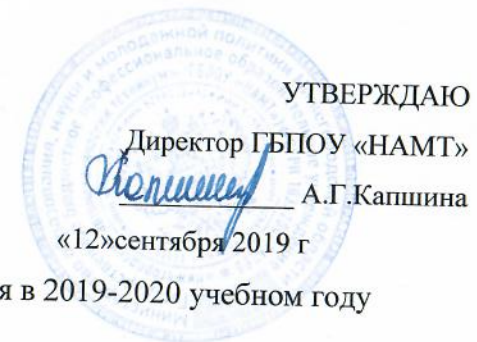 УТВЕРЖДАЮ
Директор ГБПОУ «НАМТ»
А.Г.Капшина
«12»сентября 2019 г
я в 2019-2020 учебном году